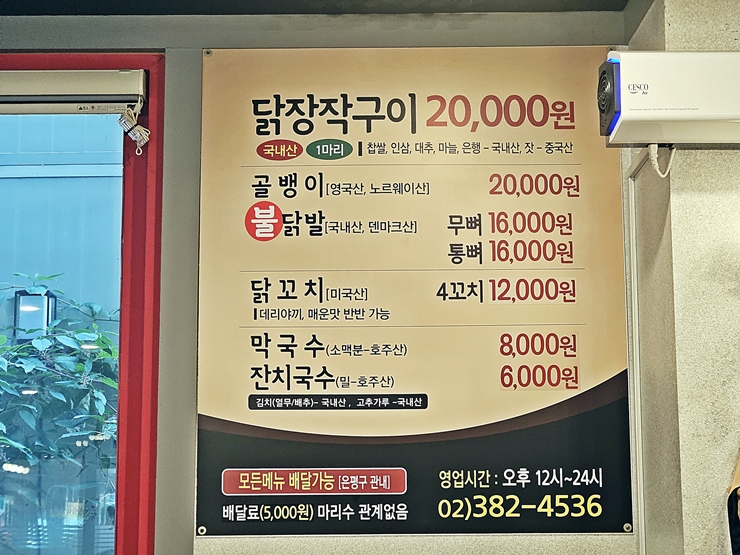 닭장작구이 20,000원
국내산 1마리 찹쌀, 인삼, 대추, 마늘, 은행 - 국내산, 잣 - 중국산
골뱅이[영국산, 노르웨이산] 20,000원
불닭발[국내산, 덴마크산] 무뼈 16,000원
통뼈 16,000원
닭꼬치[미국산] 4꼬치 12,000원
데리야끼, 매운맛 반반 가능
막국수(소맥분-호주산) 8,000원
잔치국수(밀-호주산) 6,000원
김치(열무/배추)- 국내산 , 고추가루 -국내산
모든메뉴 배달가능 [은평구 관내]
배달료(5,000원) 마리수 관계없음
영업시간 : 오후 12시~24시
02)382-4536
CESCO
Air